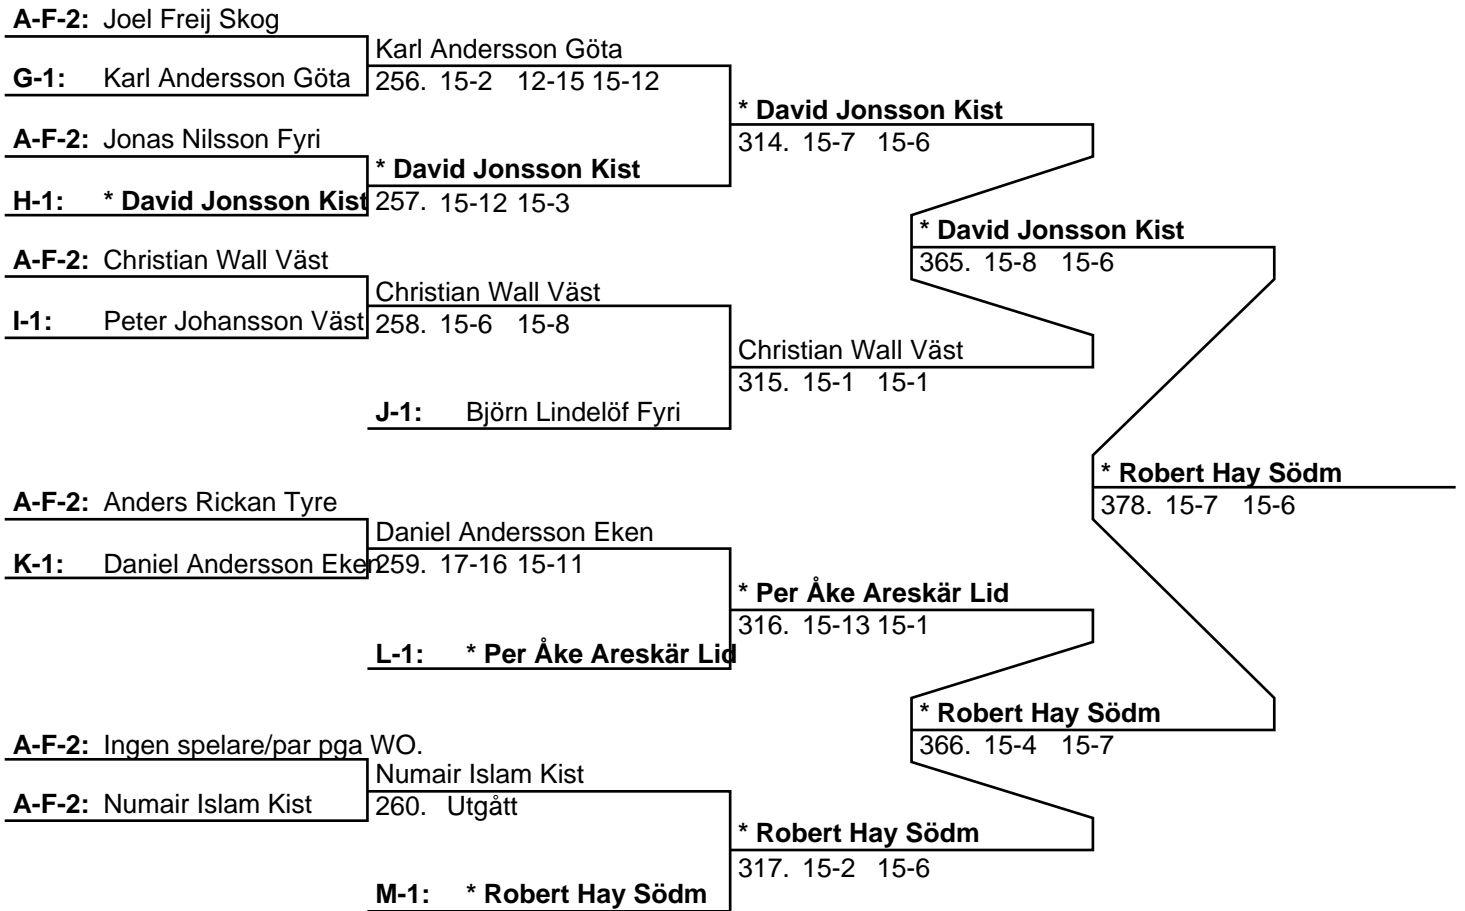 A-F-2: Joel Freij Skog
Karl Andersson Göta
G-1: Karl Andersson Göta
256. 15-2 12-15 15-12
* David Jonsson Kist
314. 15-7 15-6
A-F-2: Jonas Nilsson Fyri
* David Jonsson Kist
H-1: * David Jonsson Kist
257. 15-12 15-3
* David Jonsson Kist
365. 15-8 15-6
A-F-2: Christian Wall Väst
Christian Wall Väst
I-1: Peter Johansson Väst
258. 15-6 15-8
Christian Wall Väst
315. 15-1 15-1
J-1: Björn Lindelöf Fyri
* Robert Hay Södm
378. 15-7 15-6
A-F-2: Anders Rickan Tyre
Daniel Andersson Eken
K-1: Daniel Andersson Eken
259. 17-16 15-11
* Per Åke Areskär Lid
316. 15-13 15-1
L-1: * Per Åke Areskär Lid
* Robert Hay Södm
366. 15-4 15-7
A-F-2: Ingen spelare/par pga WO.
Numair Islam Kist
A-F-2: Numair Islam Kist
260. Utgått
* Robert Hay Södm
317. 15-2 15-6
M-1: * Robert Hay Södm